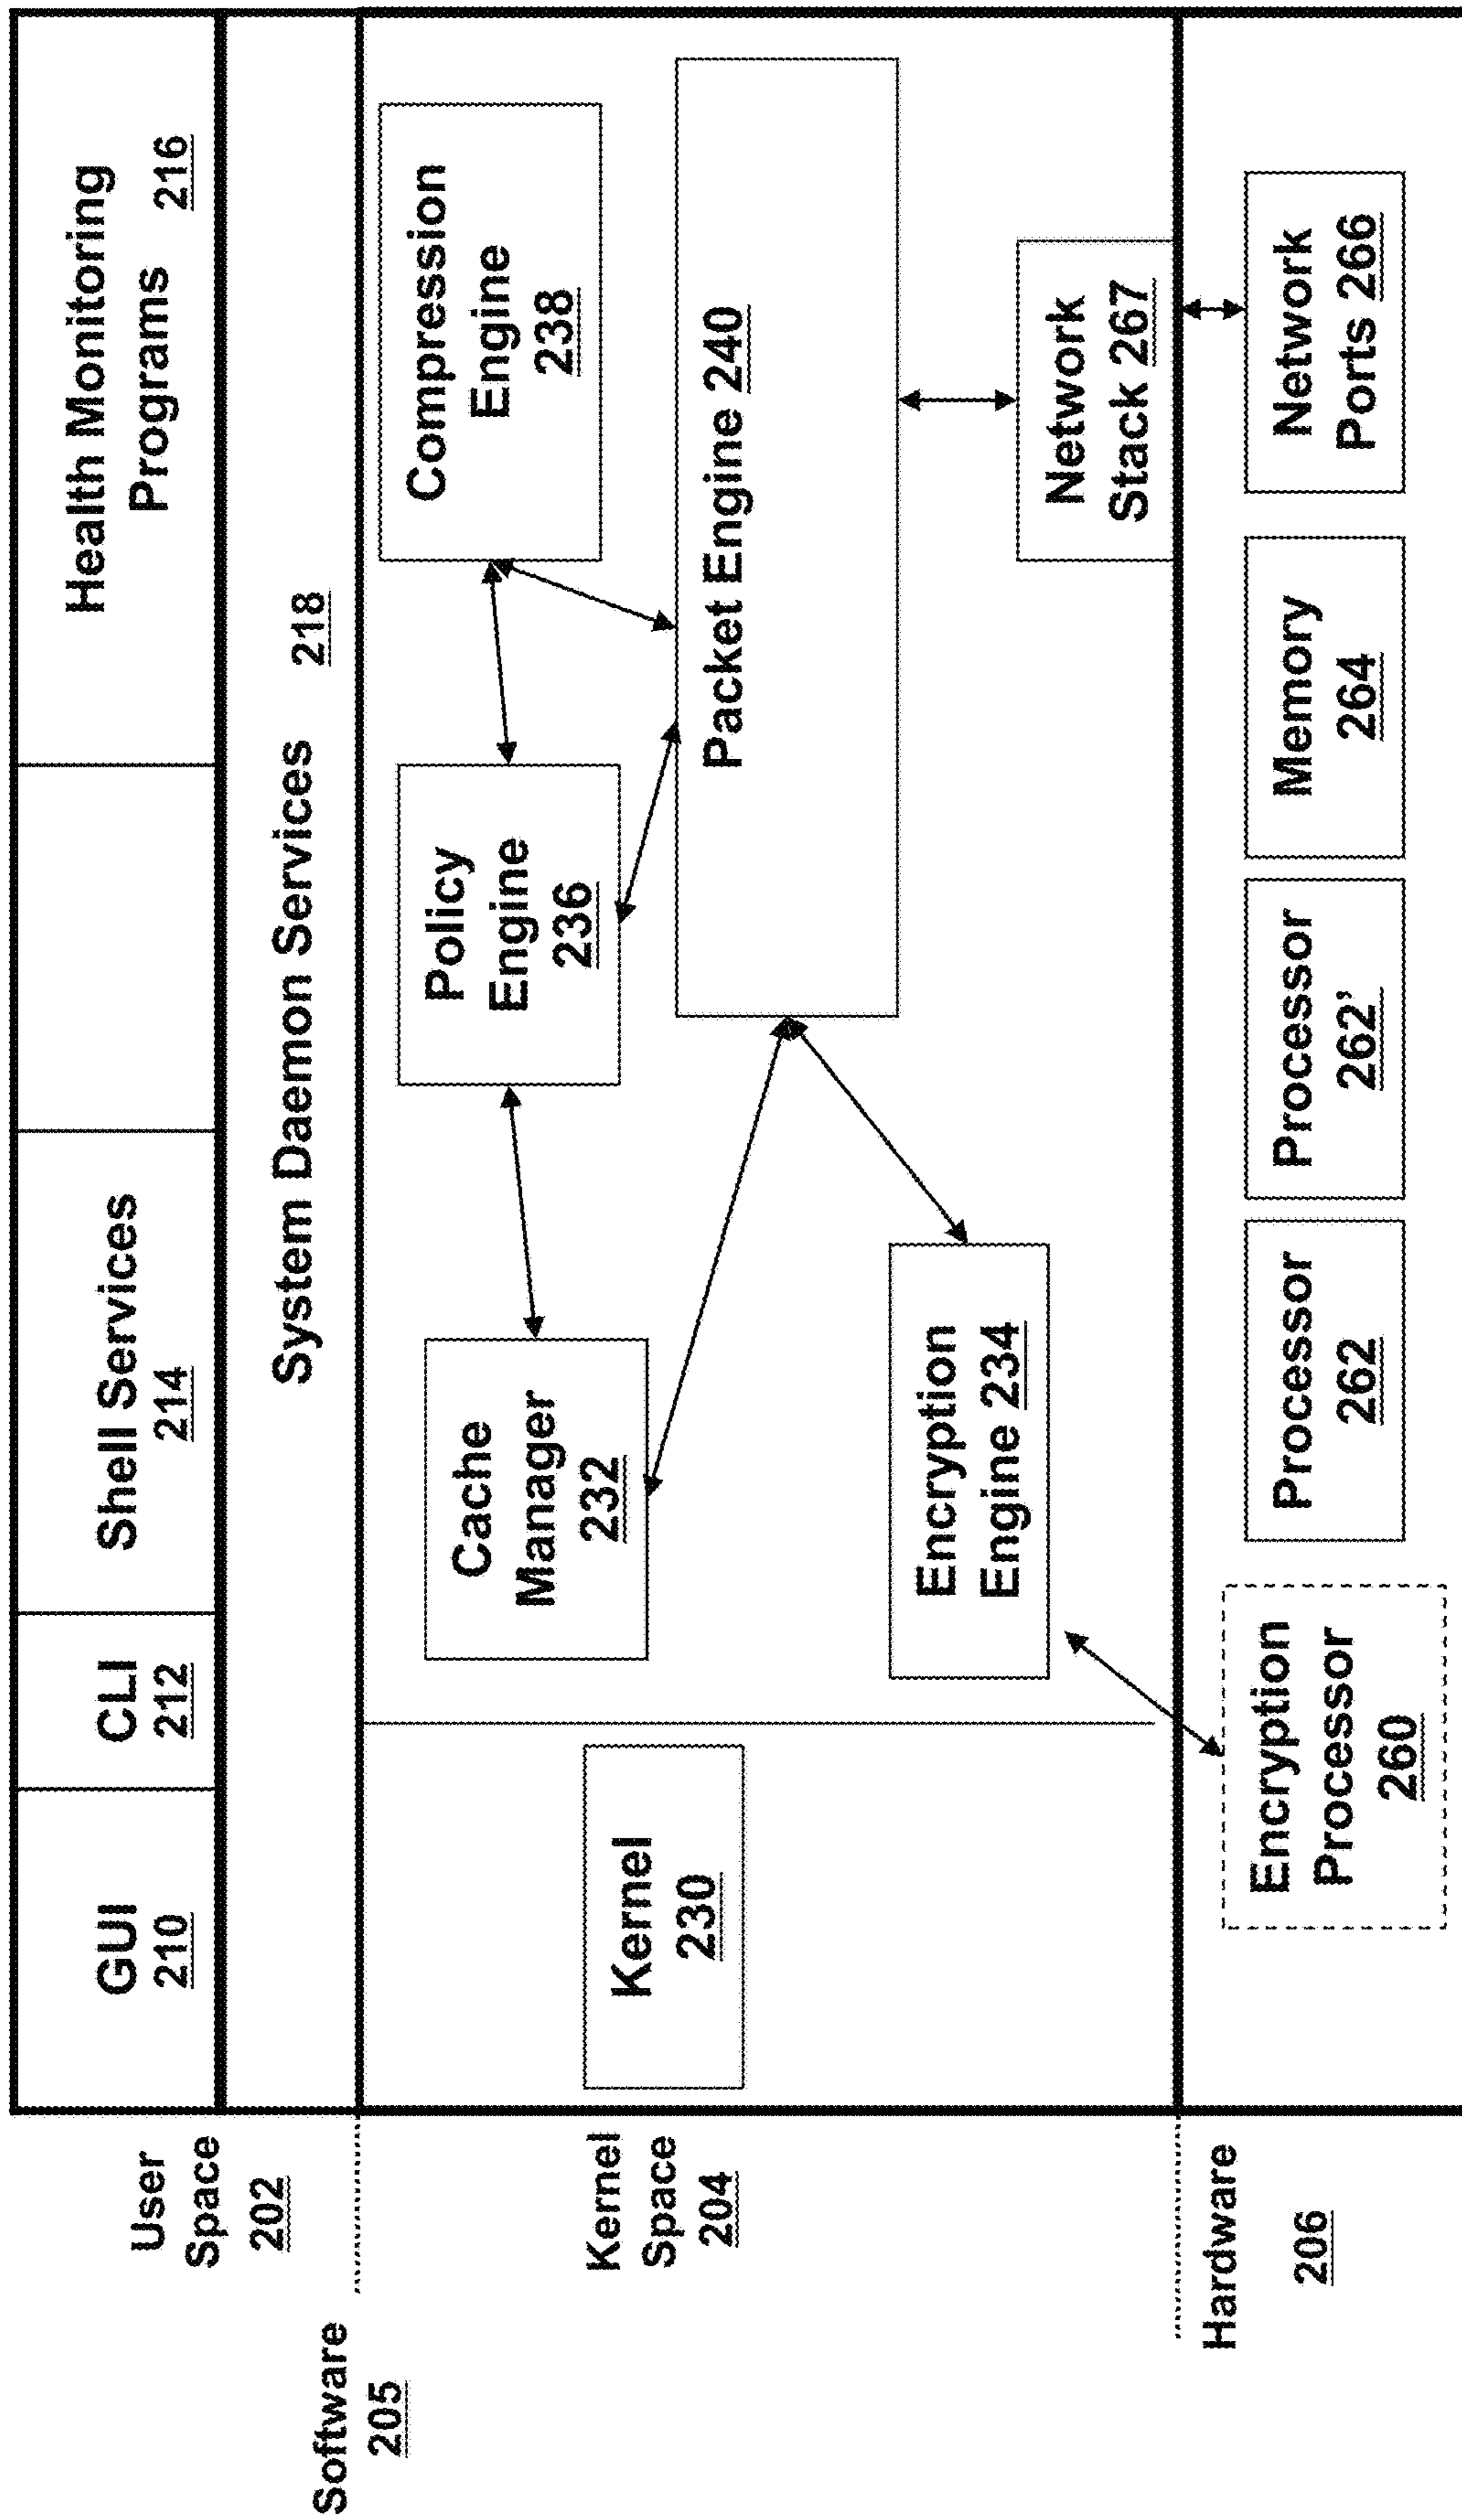 GUI
210
CLI
212
Shell Services
214
Health Monitoring
Programs 216
System Daemon Services 218
User
Space
202
Software
205
Kernel
Space
204
Kernel
230
Cache
Manager
232
Policy
Engine
236
Compression
Engine
238
Packet Engine 240
Encryption
Engine 234
Network
Stack 267
Hardware
206
Encryption
Processor
260
Processor
262
Processor
262’
Memory
264
Network
Ports 266